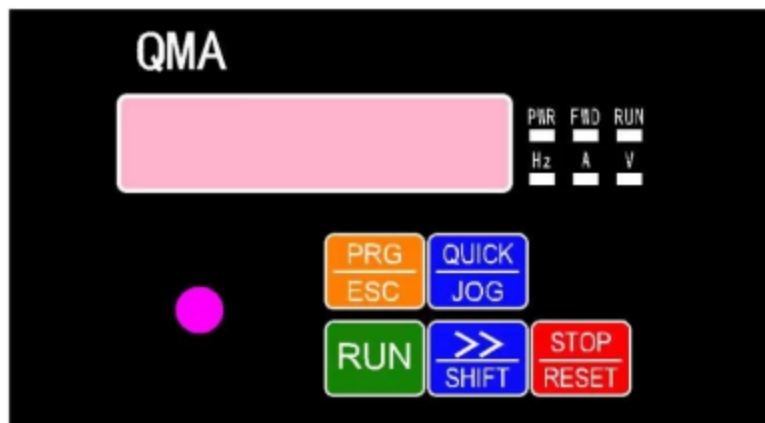 QMA
PWR FWD RUN
Hz A V
PRG
ESC
QUICK
JOG
RUN
>>
SHIFT
STOP
RESET